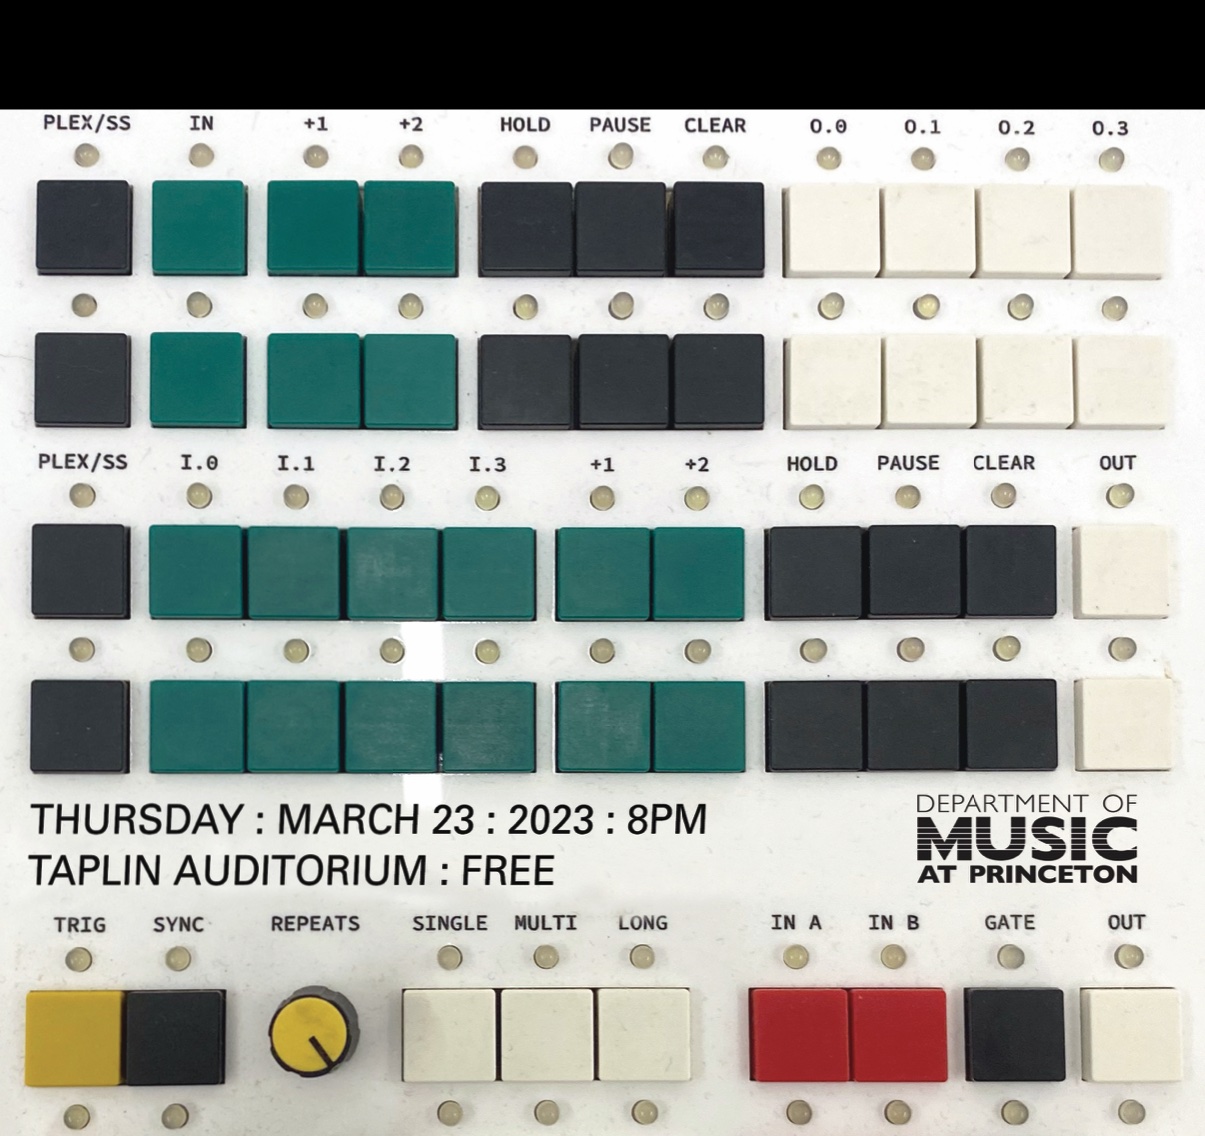 PLEX/SS IN +1 +2 HOLD PAUSE CLEAR 0.0 0.1 0.2 0.3
PLEX/SS I.0 I.1 I.2 I.3 +1 +2 HOLD PAUSE CLEAR OUT
THURSDAY : MARCH 23 : 2023 : 8PM
TAPLIN AUDITORIUM : FREE
DEPARTMENT OF
MUSIC
AT PRINCETON
TRIG SYNC REPEATS SINGLE MULTI LONG IN A IN B GATE OUT